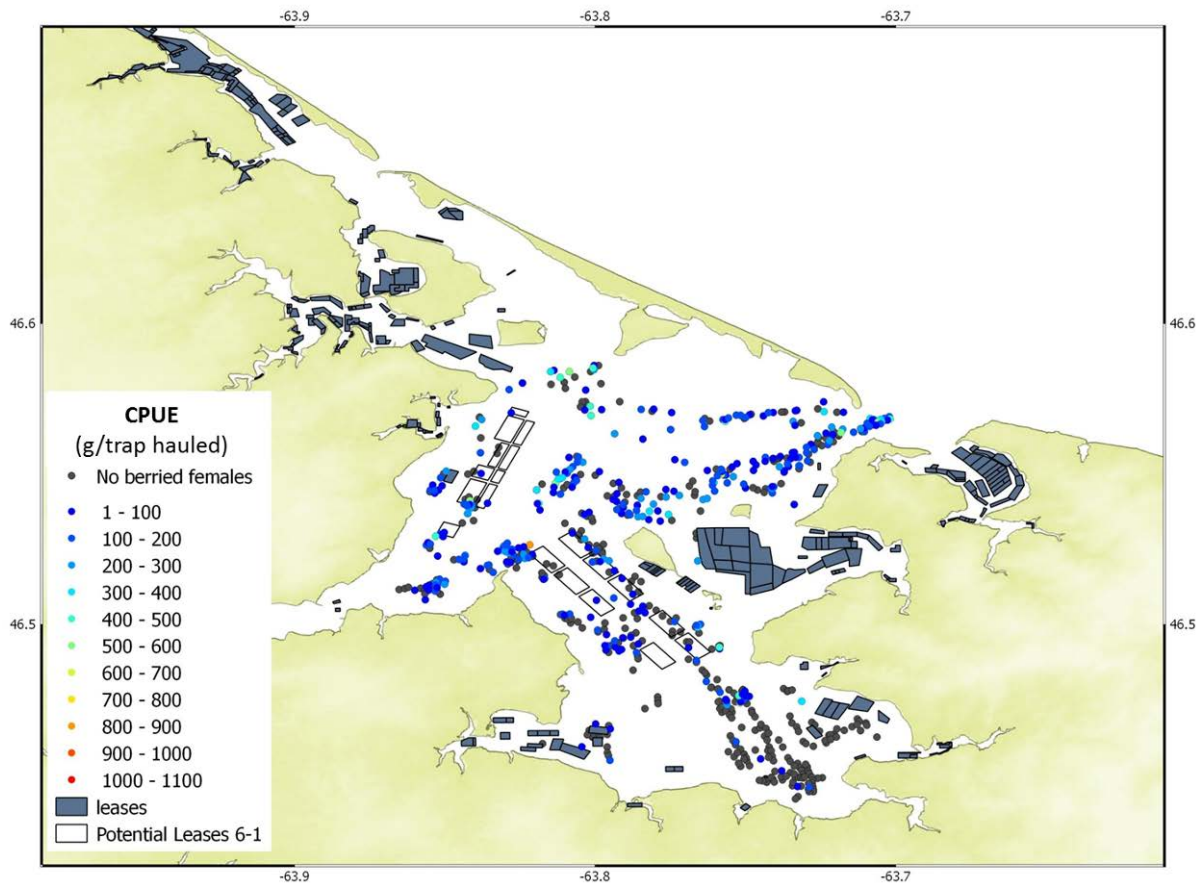 -63.9 -63.8 -63.7
46.6 46.6
CPUE
(g/trap hauled)
No berried females
1 - 100
100 - 200
200 - 300
300 - 400
400 - 500
500 - 600
600 - 700
700 - 800
800 - 900
900 - 1000
1000 - 1100
leases
Potential Leases 6-1
46.5 46.5
-63.9 -63.8 -63.7